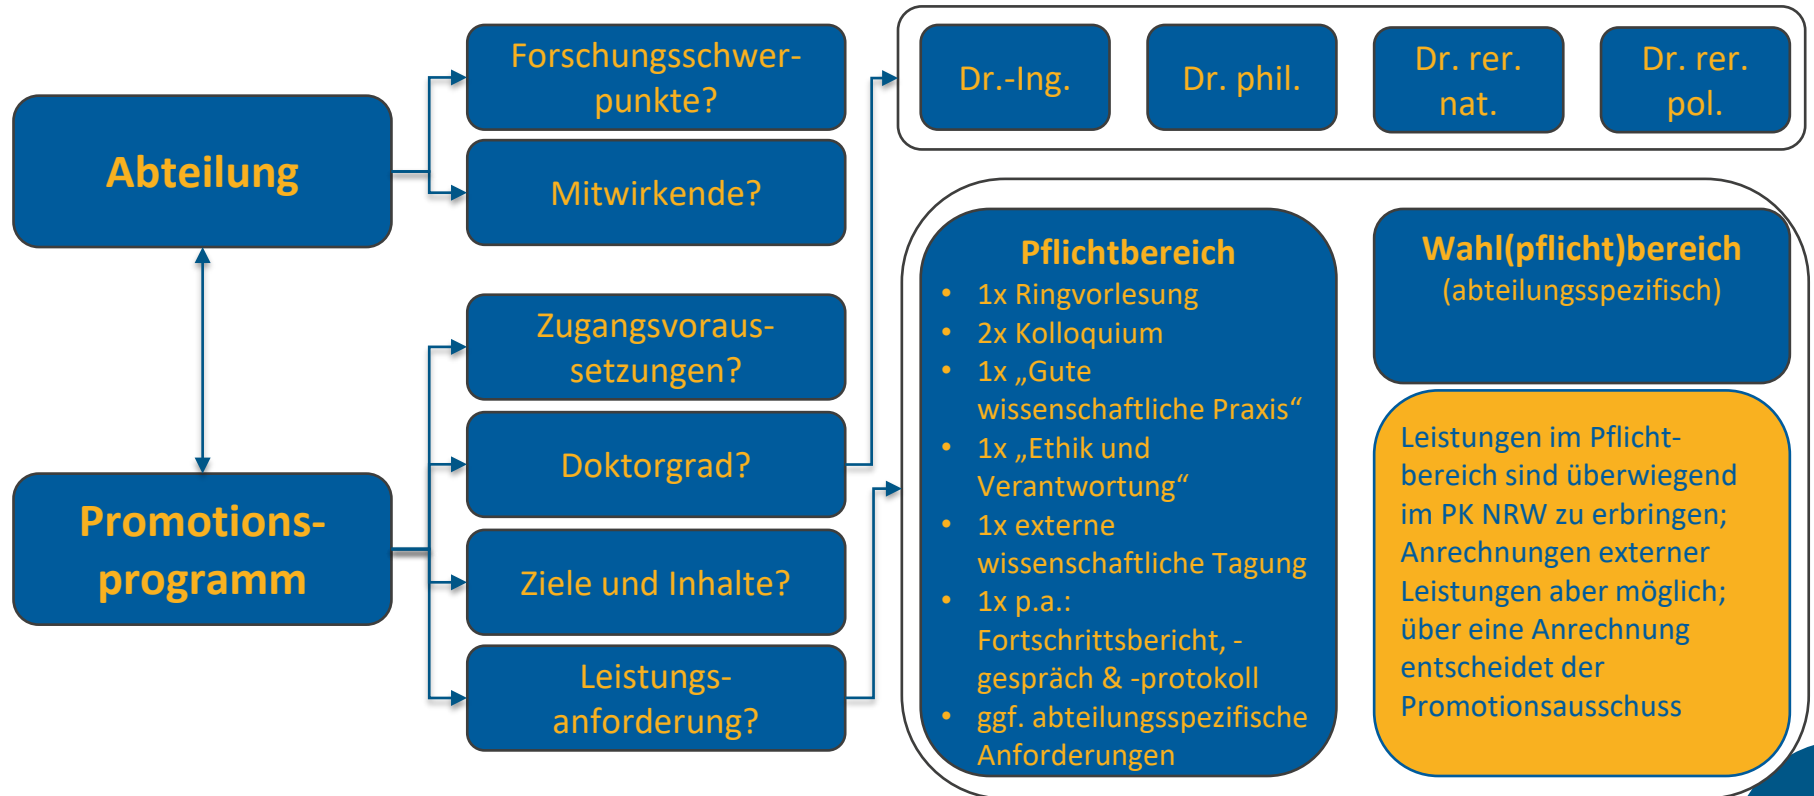 Abteilung
Forschungsschwer-
punkte?
Mitwirkende?
Promotions-
programm
Zugangsvoraus-
setzungen?
Doktorgrad?
Ziele und Inhalte?
Leistungs-
anforderung?
Dr.-Ing.
Dr. phil.
Dr. rer.
nat.
Dr. rer.
pol.
Pflichtbereich
• 1x Ringvorlesung
• 2x Kolloquium
• 1x „Gute
wissenschaftliche Praxis“
• 1x „Ethik und
Verantwortung“
• 1x externe
wissenschaftliche Tagung
• 1x p.a.:
Fortschrittsbericht, -
gespräch & -protokoll
• ggf. abteilungsspezifische
Anforderungen
Wahl(pflicht)bereich
(abteilungsspezifisch)
Leistungen im Pflicht-
bereich sind überwiegend
im PK NRW zu erbringen;
Anrechnungen externer
Leistungen aber möglich;
über eine Anrechnung
entscheidet der
Promotionsausschuss